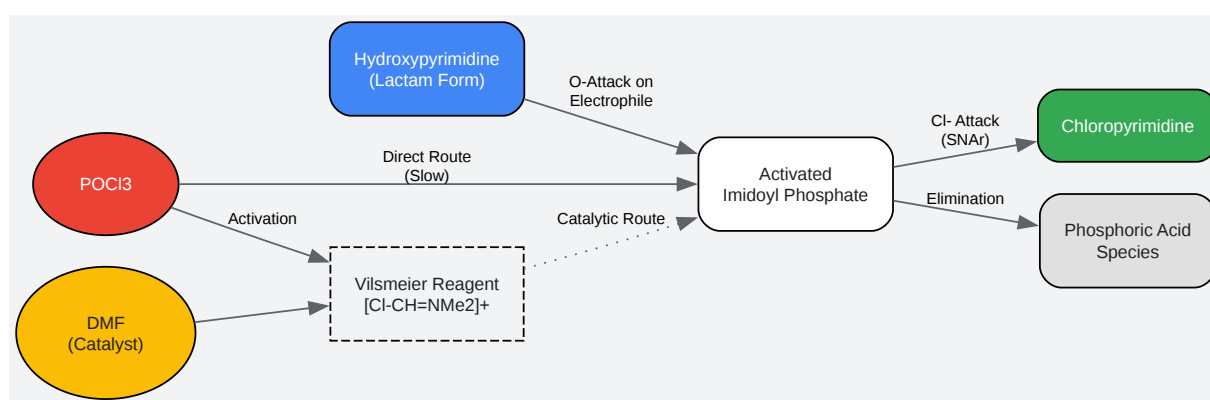 Hydroxypyrimidine
(Lactam Form)
O-Attack on
Electrophile
Cl- Attack
(SNAr)
Chloropyrimidine
POCl3
Direct Route
(Slow)
Activated
Imidoyl Phosphate
Activation
Catalytic Route
Elimination
Phosphoric Acid
Species
Vilsmeier Reagent
[Cl-CH=NMe2]+
DMF
(Catalyst)